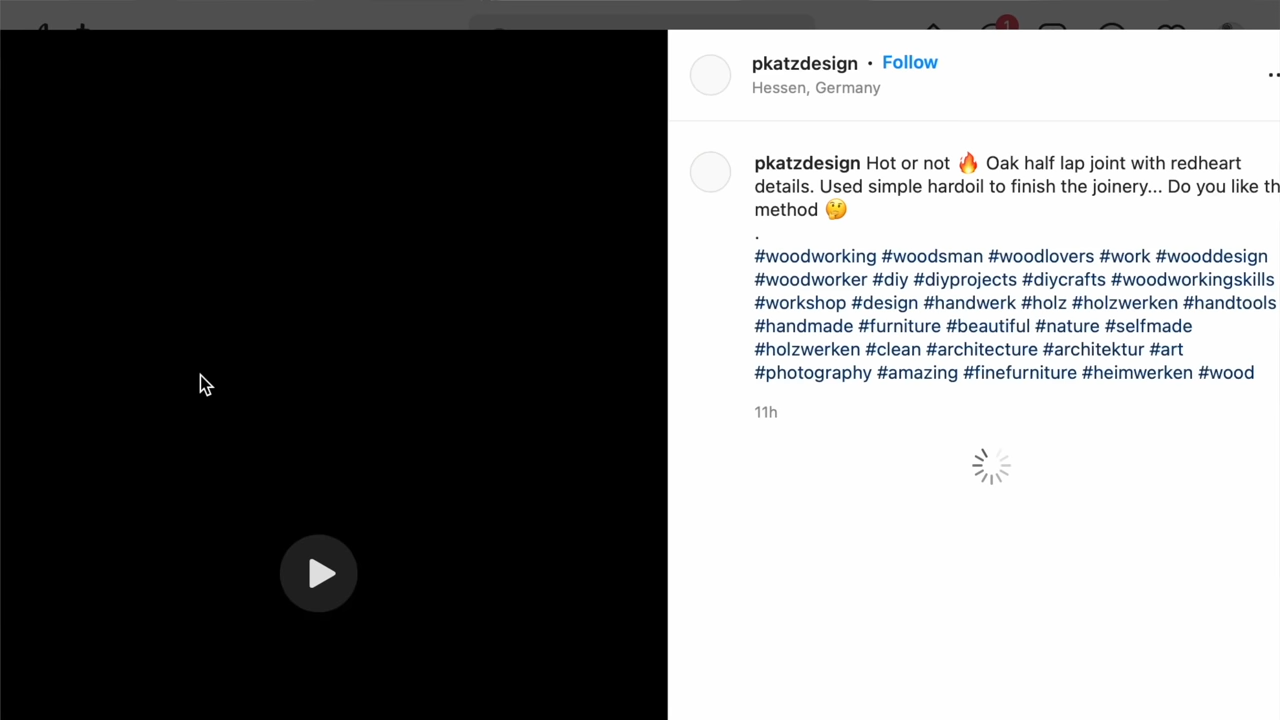 1
pkatzdesign • Follow
Hessen, Germany
pkatzdesign Hot or not 🔥 Oak half lap joint with redheart
details. Used simple hardoil to finish the joinery... Do you like th
method 🤔
.
#woodworking #woodsman #woodlovers #work #wooddesign
#woodworker #diy #diyprojects #diycrafts #woodworkingskills
#workshop #design #handwerk #holz #holzwerken #handtools
#handmade #furniture #beautiful #nature #selfmade
#holzwerken #clean #architecture #architektur #art
#photography #amazing #finefurniture #heimwerken #wood
11h